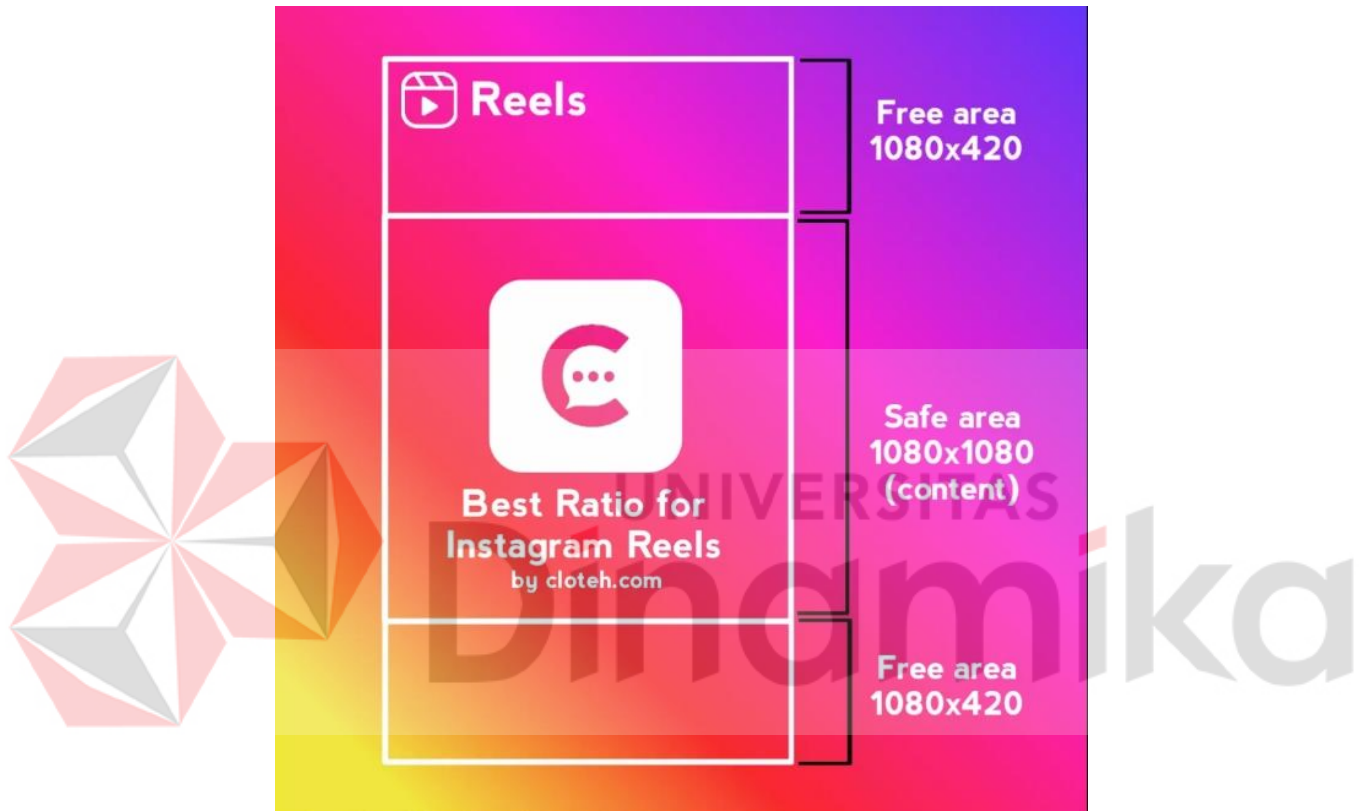 Reels
Free area
1080x420
Best Ratio for
Instagram Reels
by cloteh.com
Safe area
1080x1080
(content)
Free area
1080x420
UNIVERSITAS
Dinamika